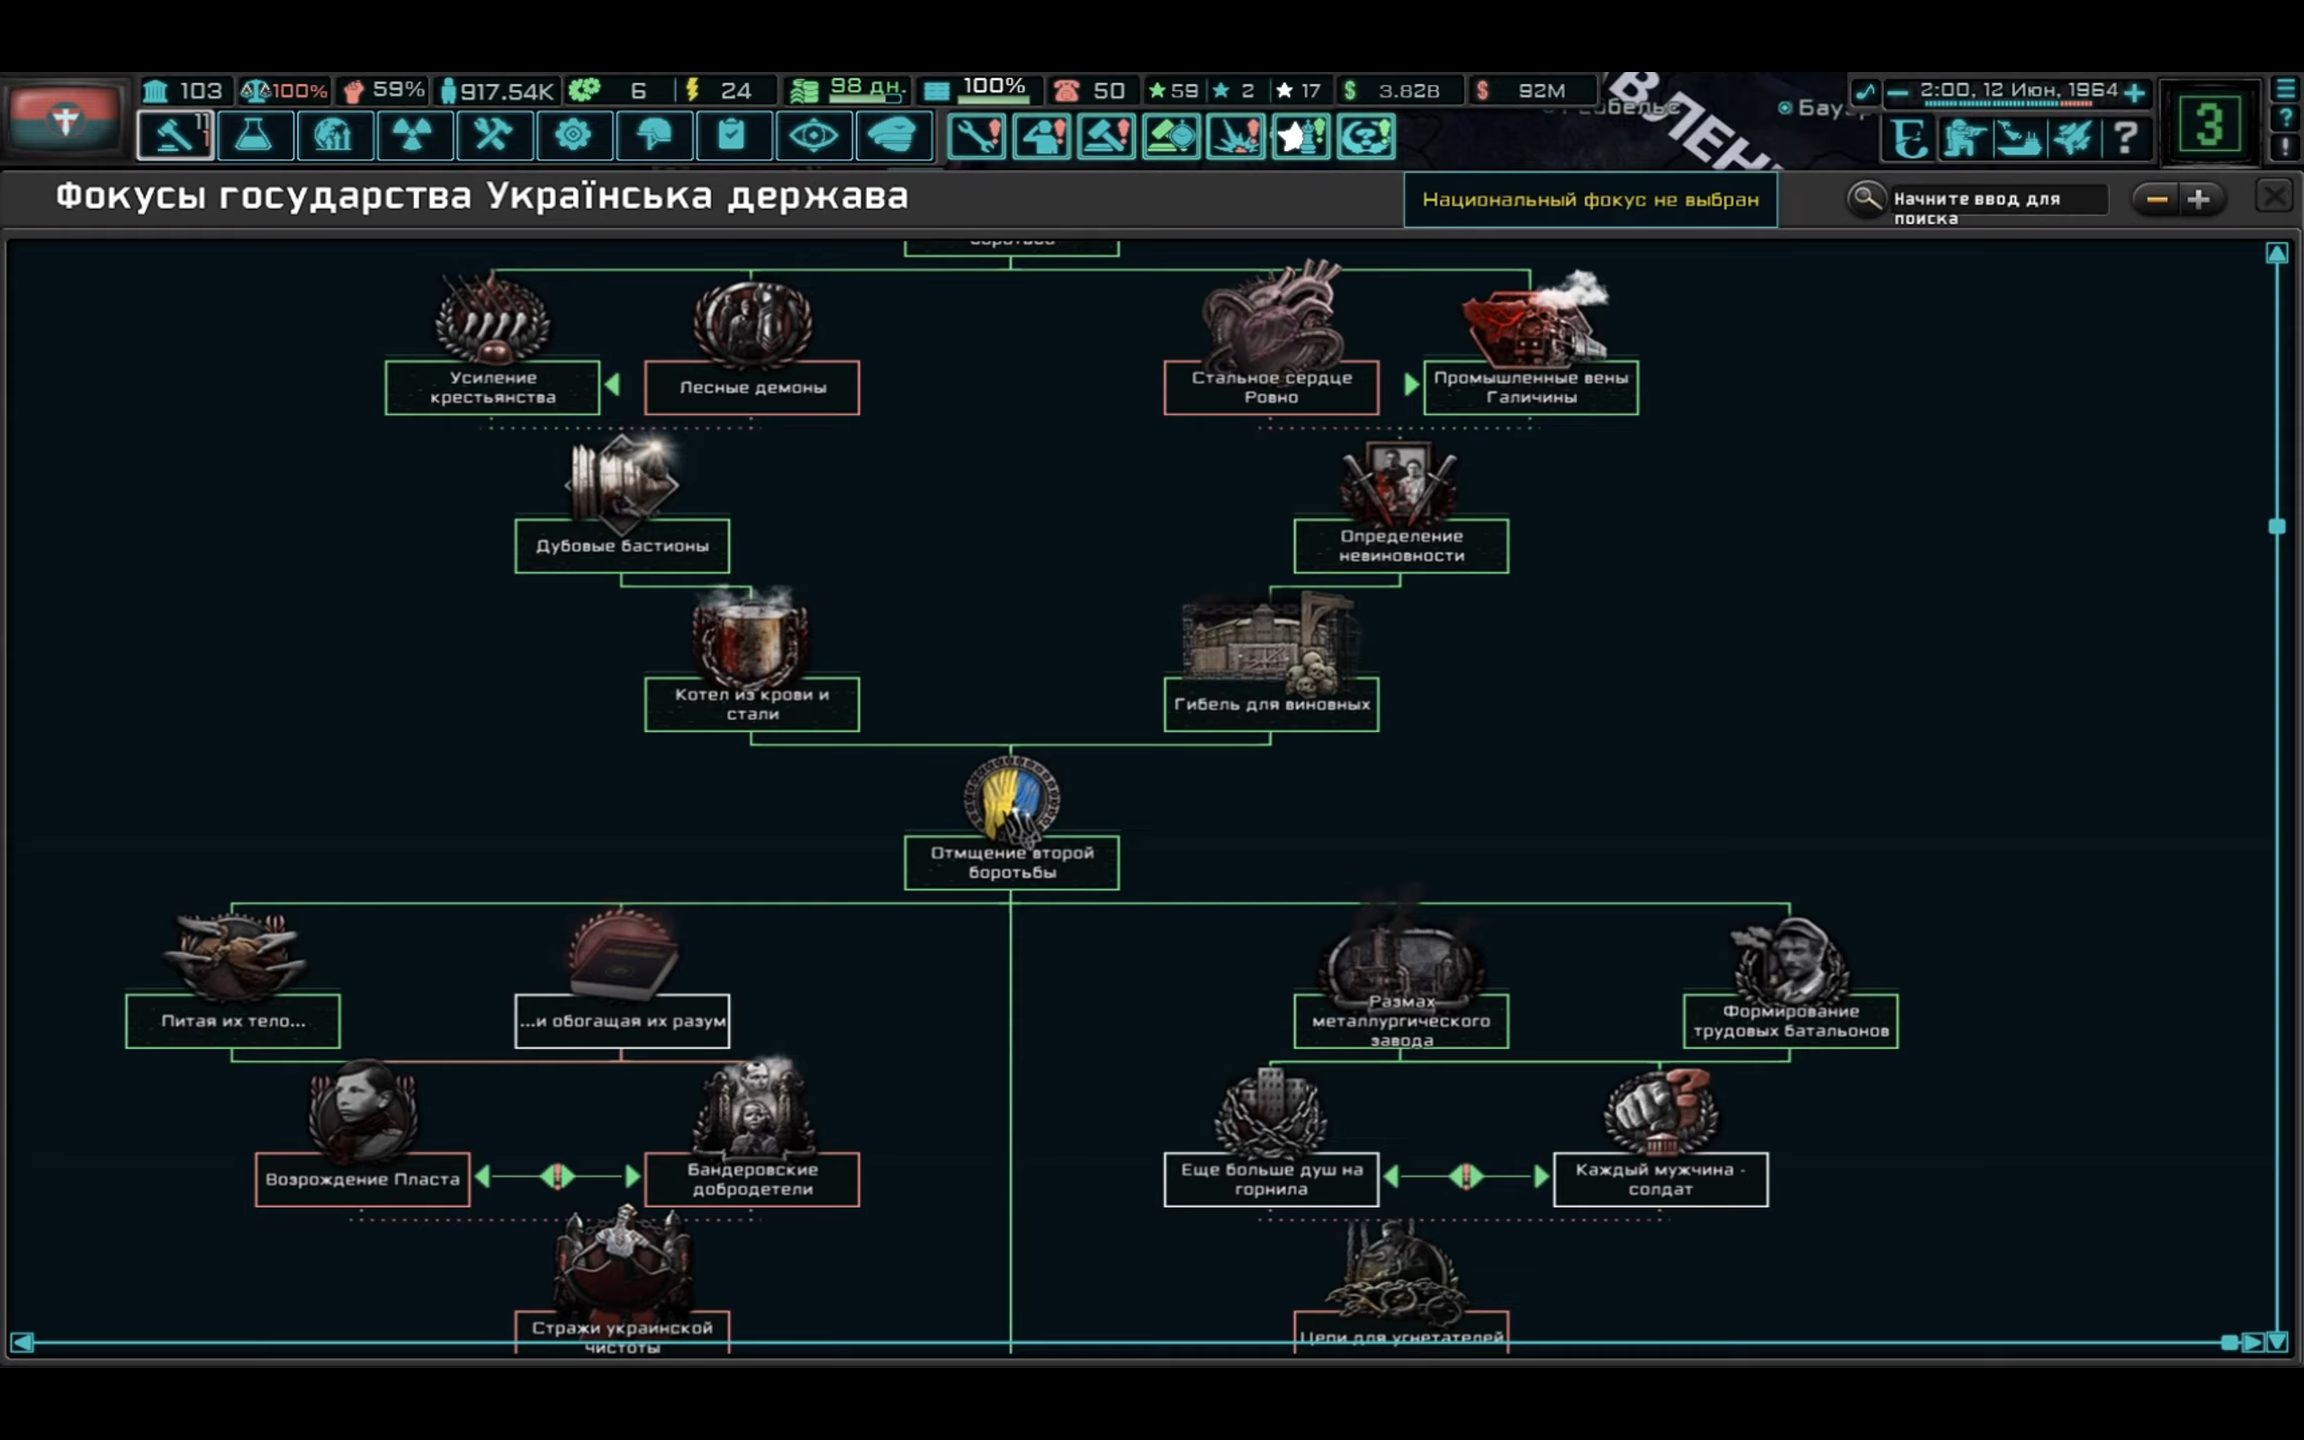 103
100%
59%
917.54K
6
24
98 дн.
100%
50
59
2
17
$ 3.82B
$ 92M
В ЛЕН
2:00, 12 Июн, 1964
3
11
1
?
Фокусы государства Українська держава
Национальный фокус не выбран
Начните ввод для
поиска
Усиление
крестьянства
Лесные демоны
Стальное сердце
Ровно
Промышленные вены
Галичины
Дубовые бастионы
Определение
невиновности
Котел из крови и
стали
Гибель для виновных
Отмщение второй
боротьбы
Питая их тело...
...и обогащая их разум
Размах
металлургического
завода
Формирование
трудовых батальонов
Возрождение Пласта
Бандеровские
добродетели
Еще больше душ на
горнила
Каждый мужчина -
солдат
Стражи украинской
чистоты
Цепи для угнетателей